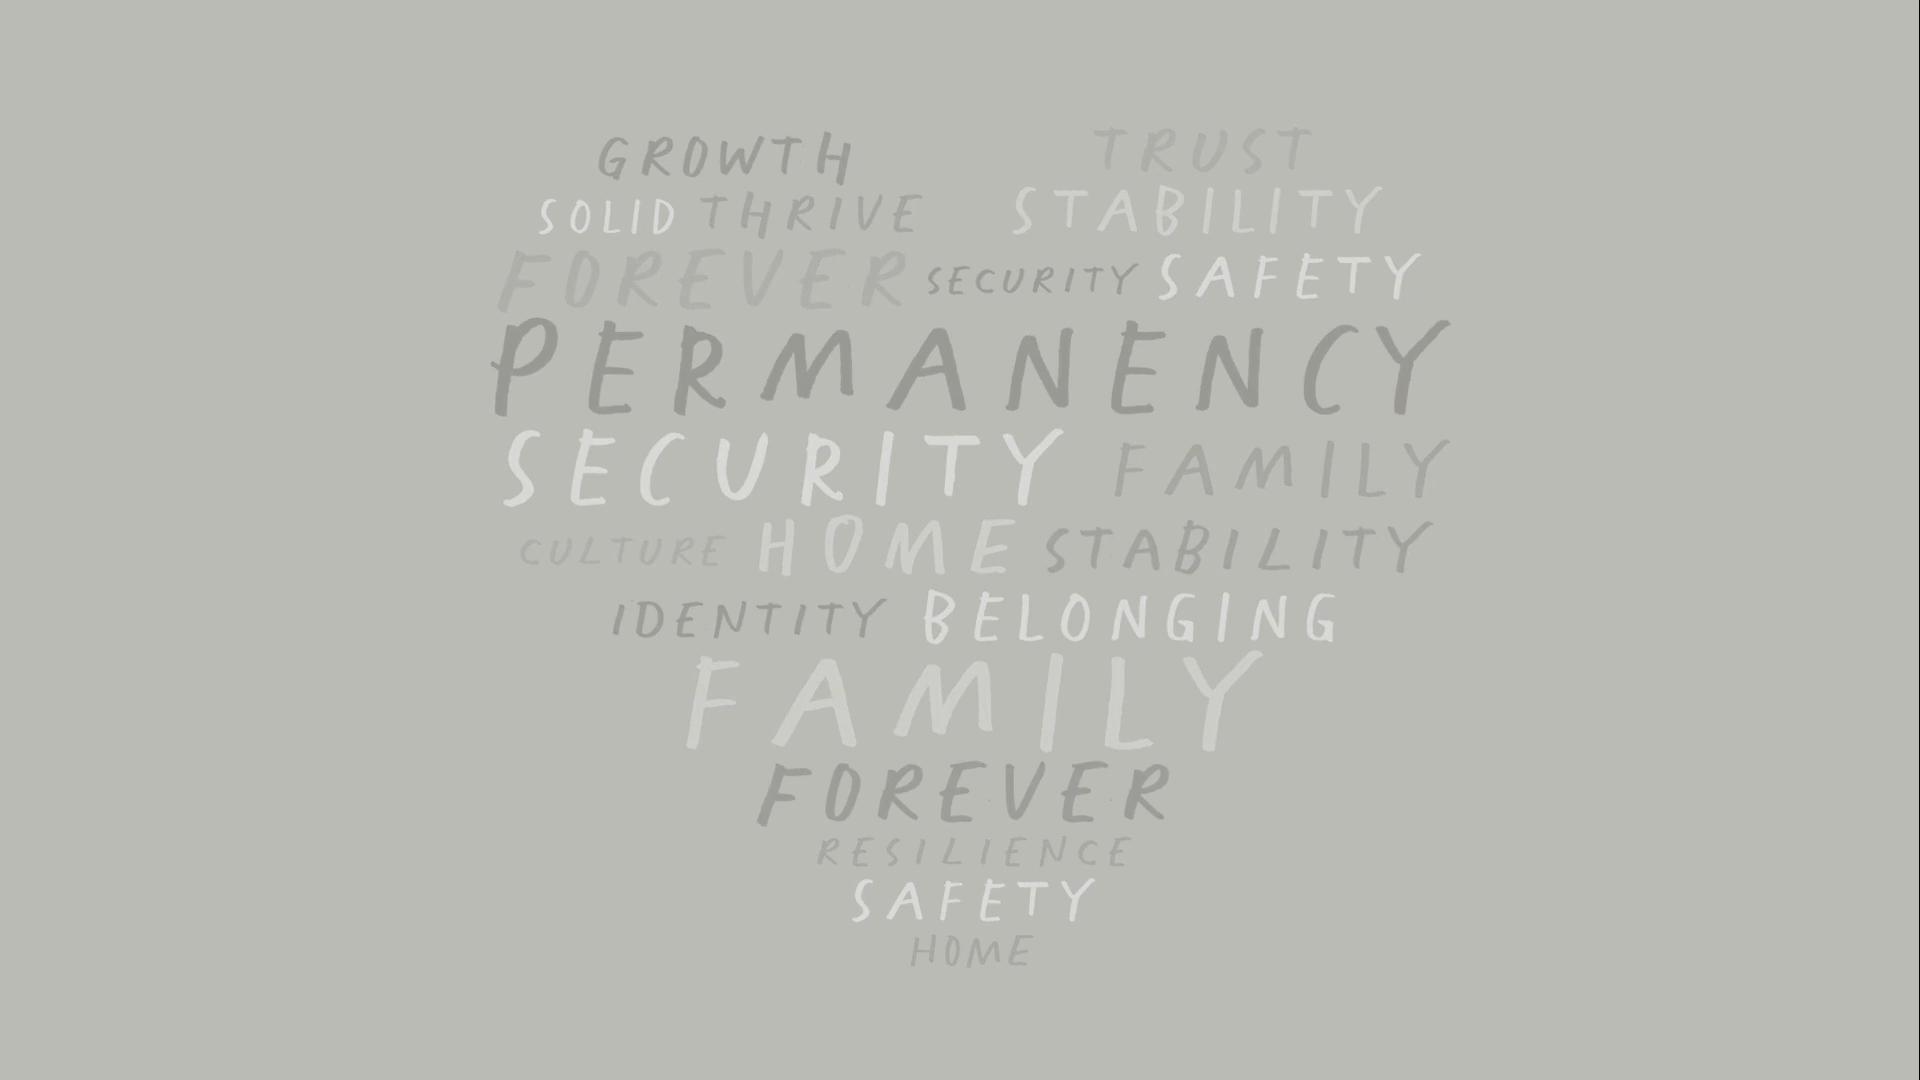 GROWTH TRUST
SOLID THRIVE STABILITY
FOREVER SECURITY SAFETY
PERMANENCY
SECURITY FAMILY
CULTURE HOME STABILITY
IDENTITY BELONGING
FAMILY
FOREVER
RESILIENCE
SAFETY
HOME